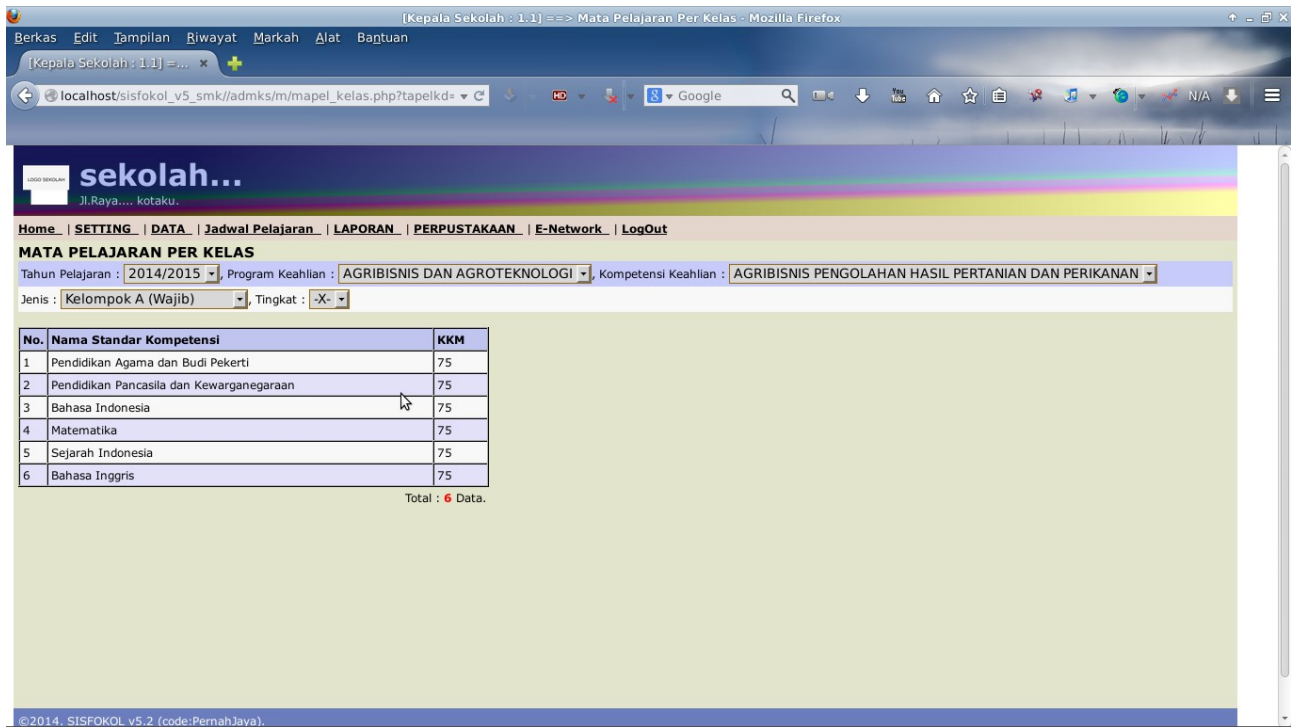 [Kepala Sekolah : 1.1] ==> Mata Pelajaran Per Kelas - Mozilla Firefox
Berkas Edit Tampilan Riwayat Markah Alat Bantuan
[Kepala Sekolah : 1.1] =...
localhost/sisfokol_v5_smk//admks/m/mapel_kelas.php?tapelkd= Google N/A
LOGO SEKOLAH
sekolah...
Jl.Raya.... kotaku.
Home | SETTING | DATA | Jadwal Pelajaran | LAPORAN | PERPUSTAKAAN | E-Network | LogOut
MATA PELAJARAN PER KELAS
Tahun Pelajaran : 2014/2015 , Program Keahlian : AGRIBISNIS DAN AGROTEKNOLOGI , Kompetensi Keahlian : AGRIBISNIS PENGOLAHAN HASIL PERTANIAN DAN PERIKANAN
Jenis : Kelompok A (Wajib) , Tingkat : -X-
No. Nama Standar Kompetensi KKM
1 Pendidikan Agama dan Budi Pekerti 75
2 Pendidikan Pancasila dan Kewarganegaraan 75
3 Bahasa Indonesia 75
4 Matematika 75
5 Sejarah Indonesia 75
6 Bahasa Inggris 75
Total : 6 Data.
©2014. SISFOKOL v5.2 (code:PernahJaya).